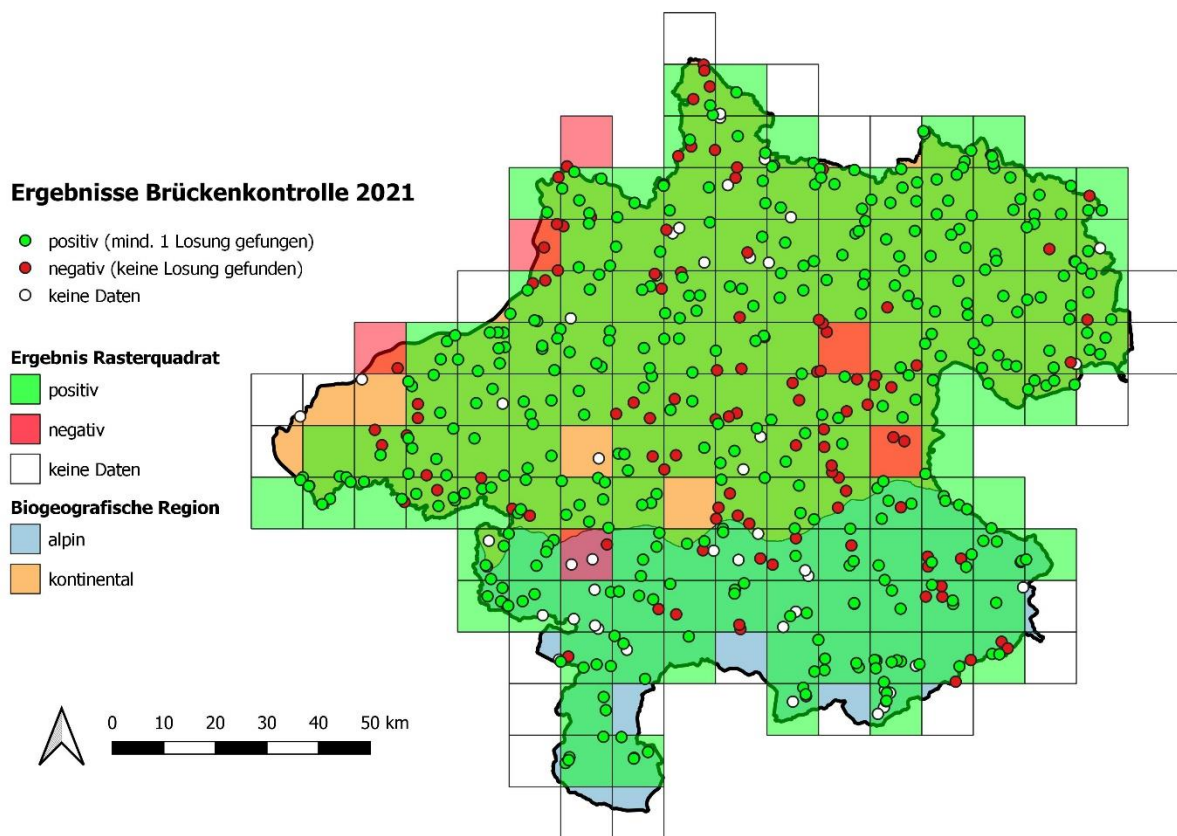 Ergebnisse Brückenkontrolle 2021
positiv (mind. 1 Losung gefungen)
negativ (keine Losung gefunden)
keine Daten
Ergebnis Rasterquadrat
positiv
negativ
keine Daten
Biogeografische Region
alpin
kontinental
0 10 20 30 40 50 km